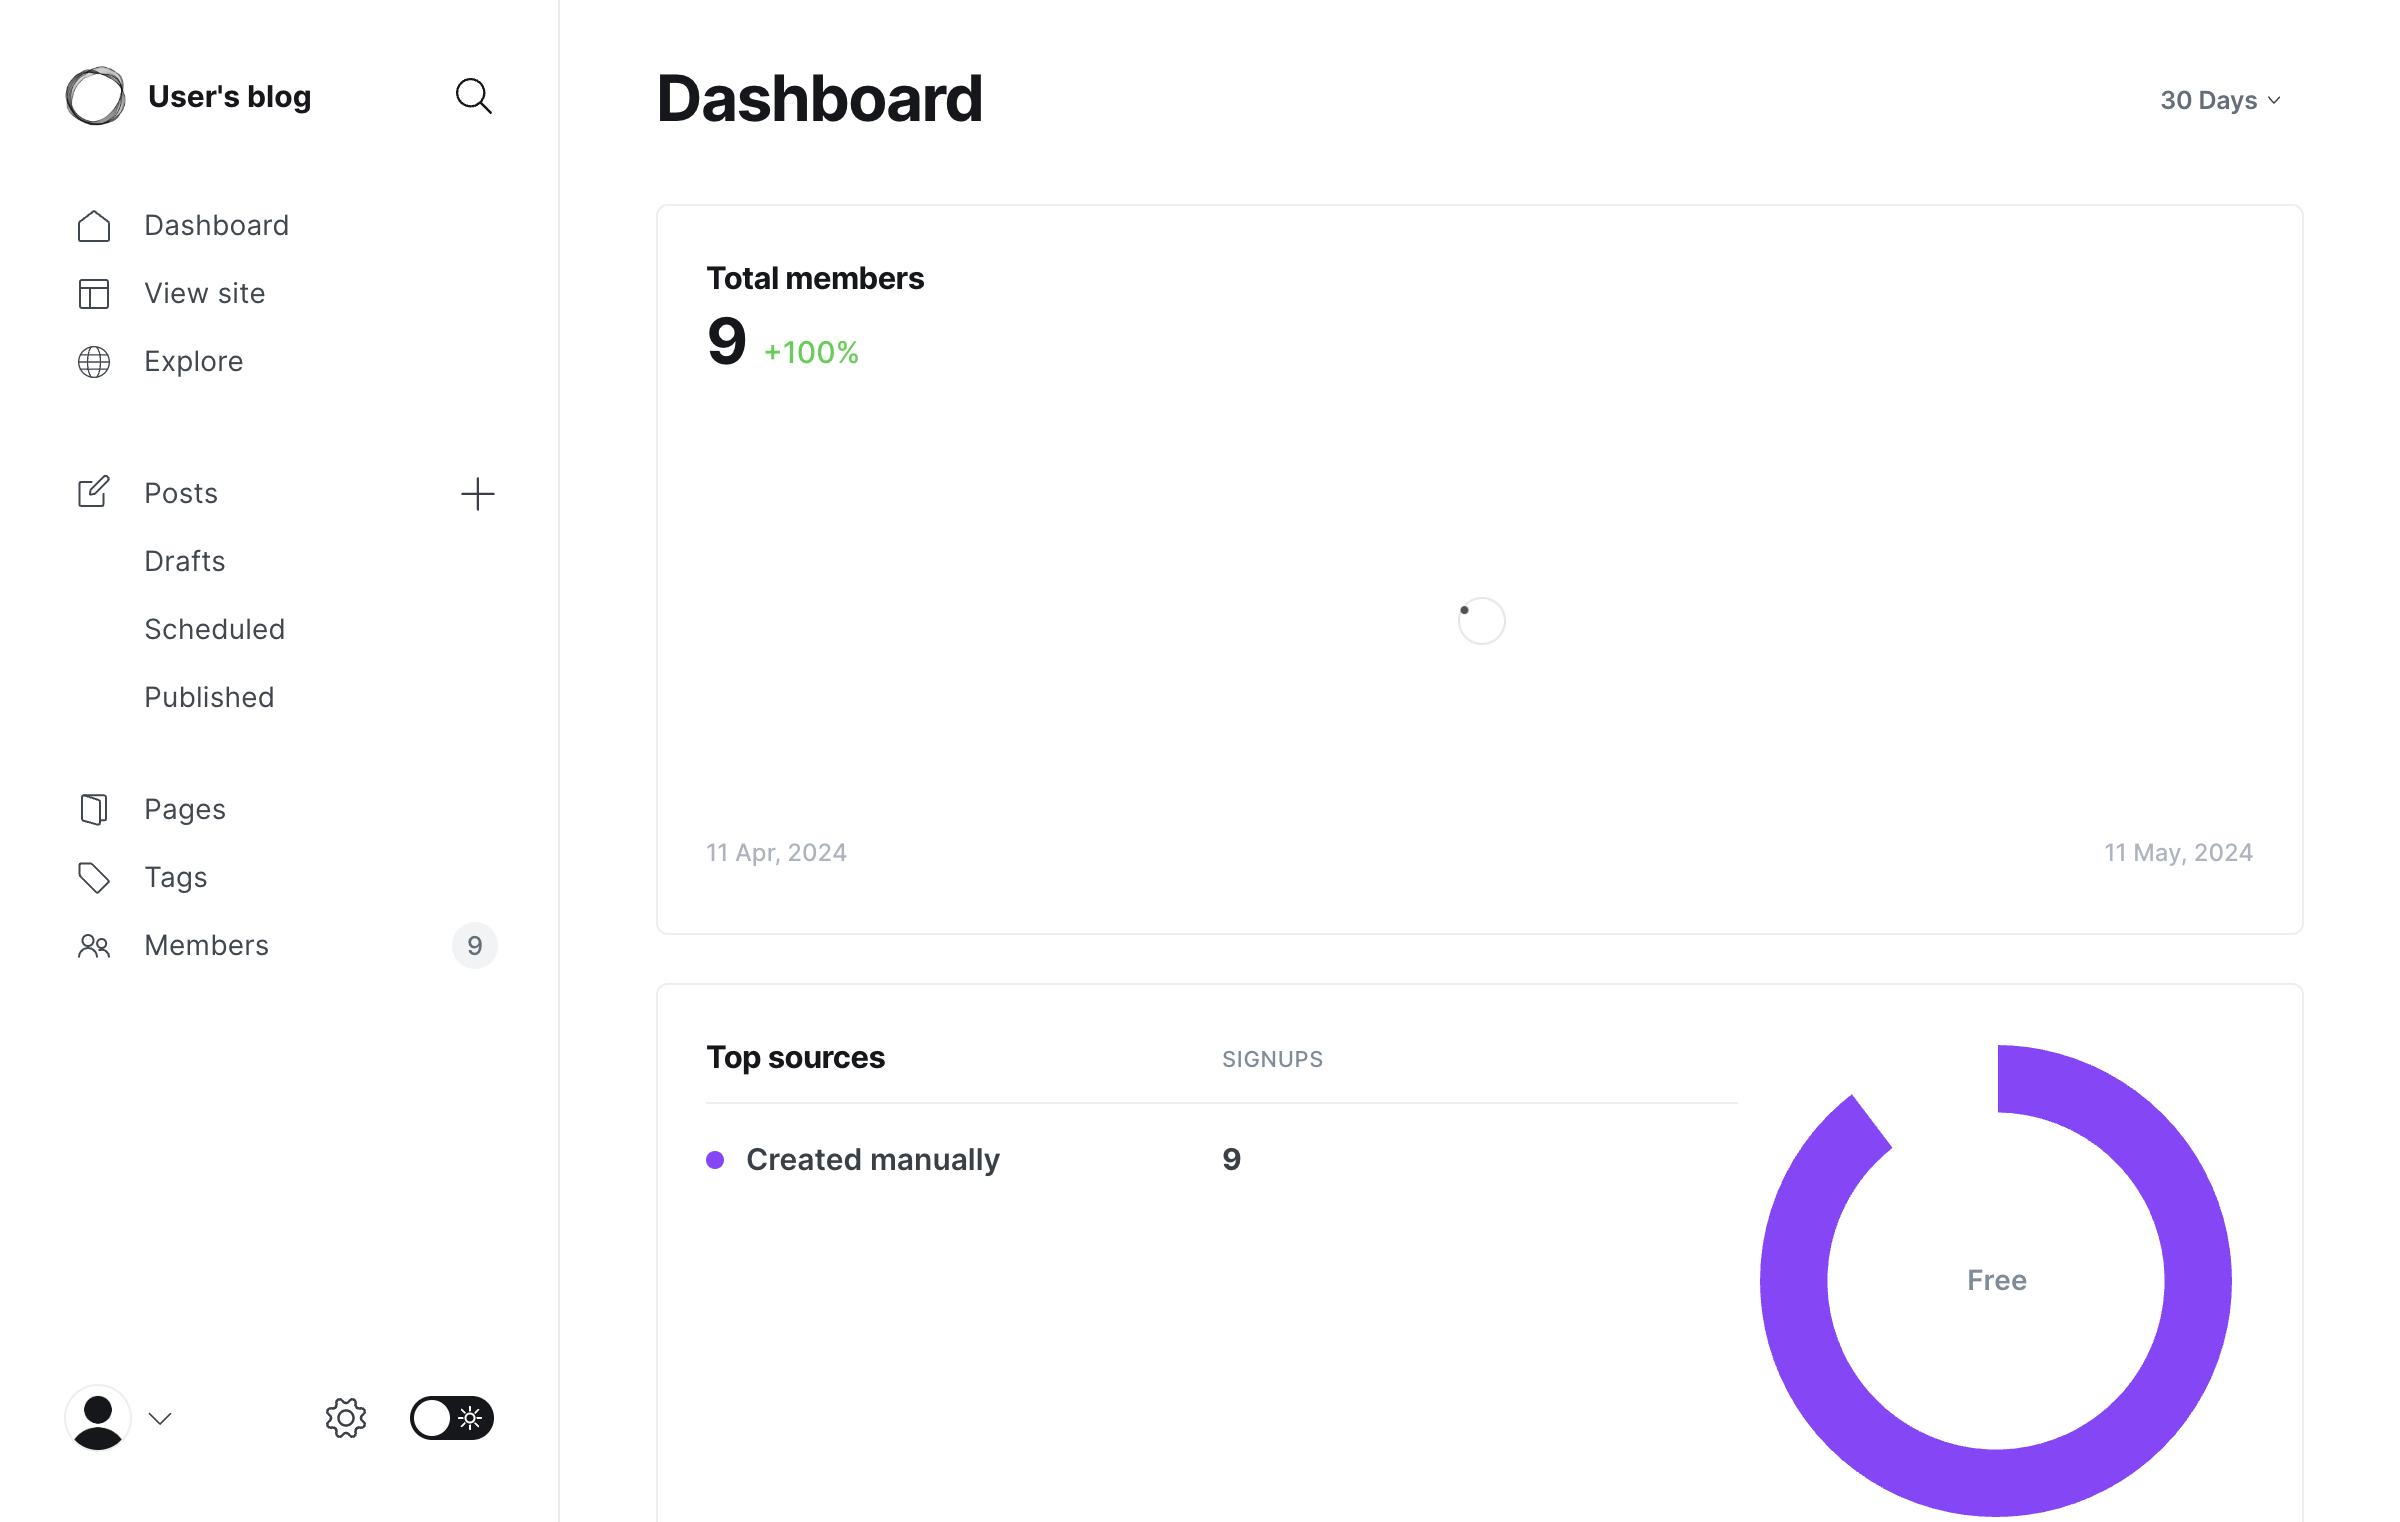 User's blog
Dashboard
View site
Explore
Posts
Drafts
Scheduled
Published
Pages
Tags
Members 9
Dashboard
30 Days
Total members
9 +100%
11 Apr, 2024 11 May, 2024
Top sources SIGNUPS
Created manually 9
Free